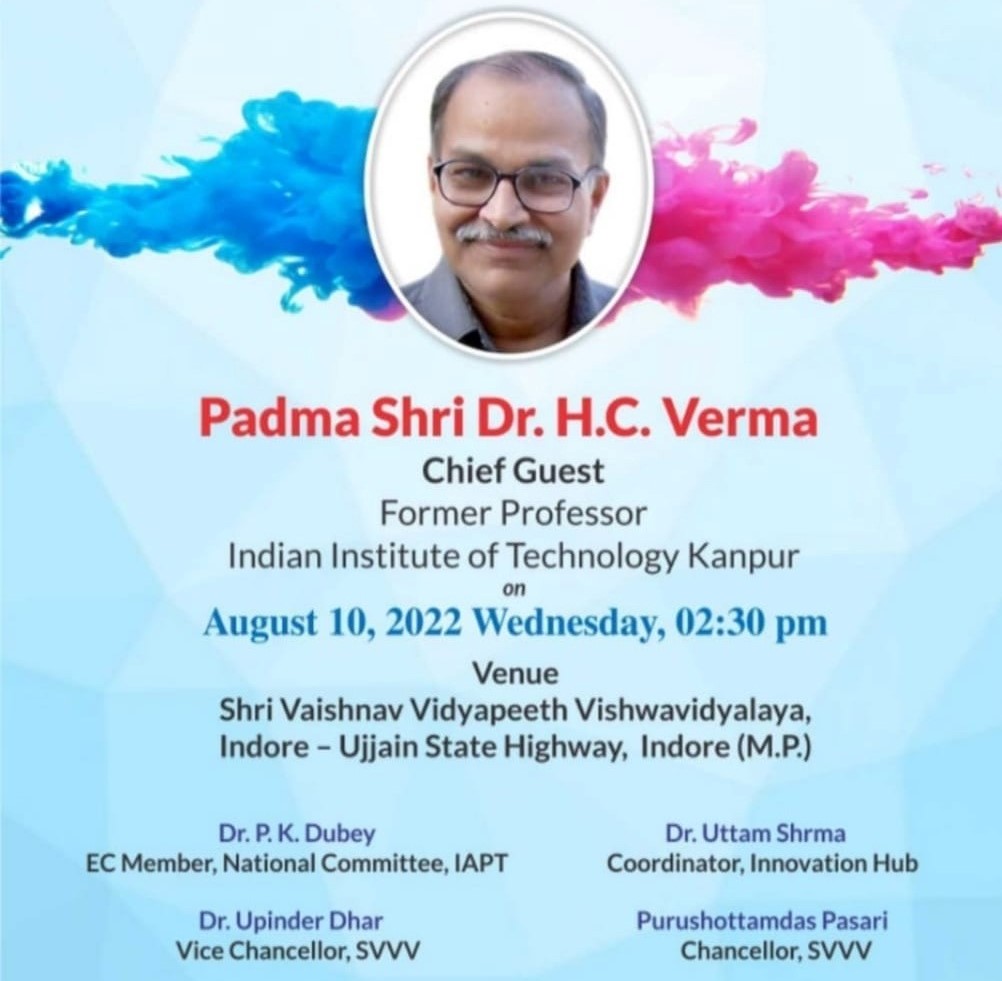 Padma Shri Dr. H.C. Verma
Chief Guest
Former Professor
Indian Institute of Technology Kanpur
on
August 10, 2022 Wednesday, 02:30 pm
Venue
Shri Vaishnav Vidyapeeth Vishwavidyalaya,
Indore – Ujjain State Highway, Indore (M.P.)
Dr. P. K. Dubey
EC Member, National Committee, IAPT
Dr. Uttam Shrma
Coordinator, Innovation Hub
Dr. Upinder Dhar
Vice Chancellor, SVVV
Purushottamdas Pasari
Chancellor, SVVV